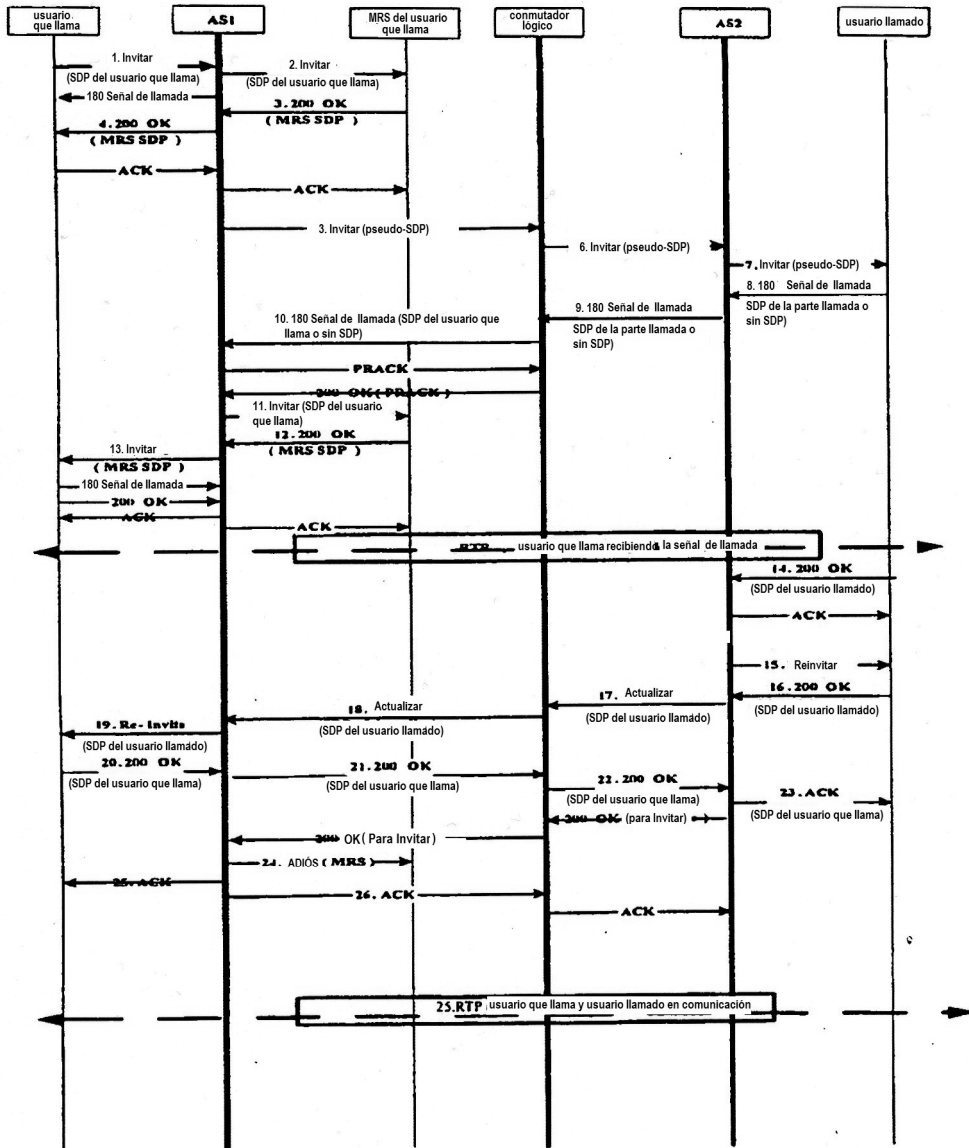 usuario que llama
AS1
MRS del usuario que llama
conmutador lógico
AS2
usuario llamado
1. Invitar
(SDP del usuario que llama)
2. Invitar
(SDP del usuario que llama)
180 Señal de llamada
3. 200 OK
(MRS SDP)
4. 200 OK
( MRS SDP )
ACK
ACK
3. Invitar (pseudo-SDP)
6. Invitar (pseudo-SDP)
7. Invitar (pseudo-SDP)
8. 180 Señal de llamada
SDP de la parte llamada o sin SDP)
9. 180 Señal de llamada
SDP de la parte llamada o sin SDP)
10. 180 Señal de llamada (SDP del usuario que llama o sin SDP)
PRACK
200 OK ( PRACK )
11. Invitar (SDP del usuario que llama)
12. 200 OK
( MRS SDP )
13. Invitar
( MRS SDP )
180 Señal de llamada
200 OK
ACK
ACK
RTP usuario que llama recibiendo la señal de llamada
14. 200 OK
(SDP del usuario llamado)
ACK
15. Reinvitar
16. 200 OK
(SDP del usuario llamado)
17. Actualizar
(SDP del usuario llamado)
18. Actualizar
(SDP del usuario llamado)
19. Re-Invite
(SDP del usuario llamado)
20. 200 OK
(SDP del usuario que llama)
21. 200 OK
(SDP del usuario que llama)
22. 200 OK
(SDP del usuario que llama)
23. ACK
(SDP del usuario que llama)
200 OK (para Invitar)
200 OK ( Para Invitar)
24. ADIÓS ( MRS )
25. ACK
26. ACK
ACK
25. RTP usuario que llama y usuario llamado en comunicación